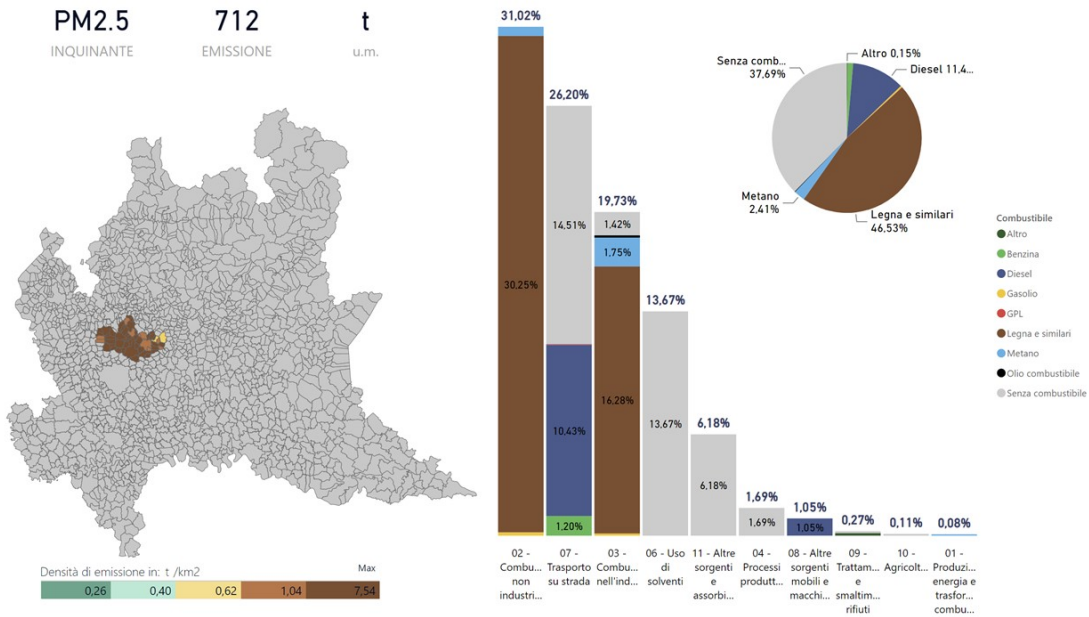 PM2.5
INQUINANTE
712
EMISSIONE
t
u.m.
Densità di emissione in: t /km2
Max
0,26
0,40
0,62
1,04
7,54
31,02%
30,25%
26,20%
14,51%
10,43%
1,20%
19,73%
1,42%
1,75%
16,28%
13,67%
13,67%
6,18%
6,18%
1,69%
1,69%
1,05%
1,05%
0,27%
0,11%
0,08%
02 -
Combu...
non
industri...
07 -
Trasporto
su strada
03 -
Combu...
nell'ind...
06 - Uso
di
solventi
11 - Altre
sorgenti
e
assorbi...
04 -
Processi
produtt...
08 - Altre
sorgenti
mobili e
macchi...
09 -
Trattam...
e
smaltim...
rifiuti
10 -
Agricolt...
01 -
Produzi...
energia e
trasfor...
combu...
Senza comb...
37,69%
Altro 0,15%
Diesel 11,4...
Metano
2,41%
Legna e similari
46,53%
Combustibile
Altro
Benzina
Diesel
Gasolio
GPL
Legna e similari
Metano
Olio combustibile
Senza combustibile